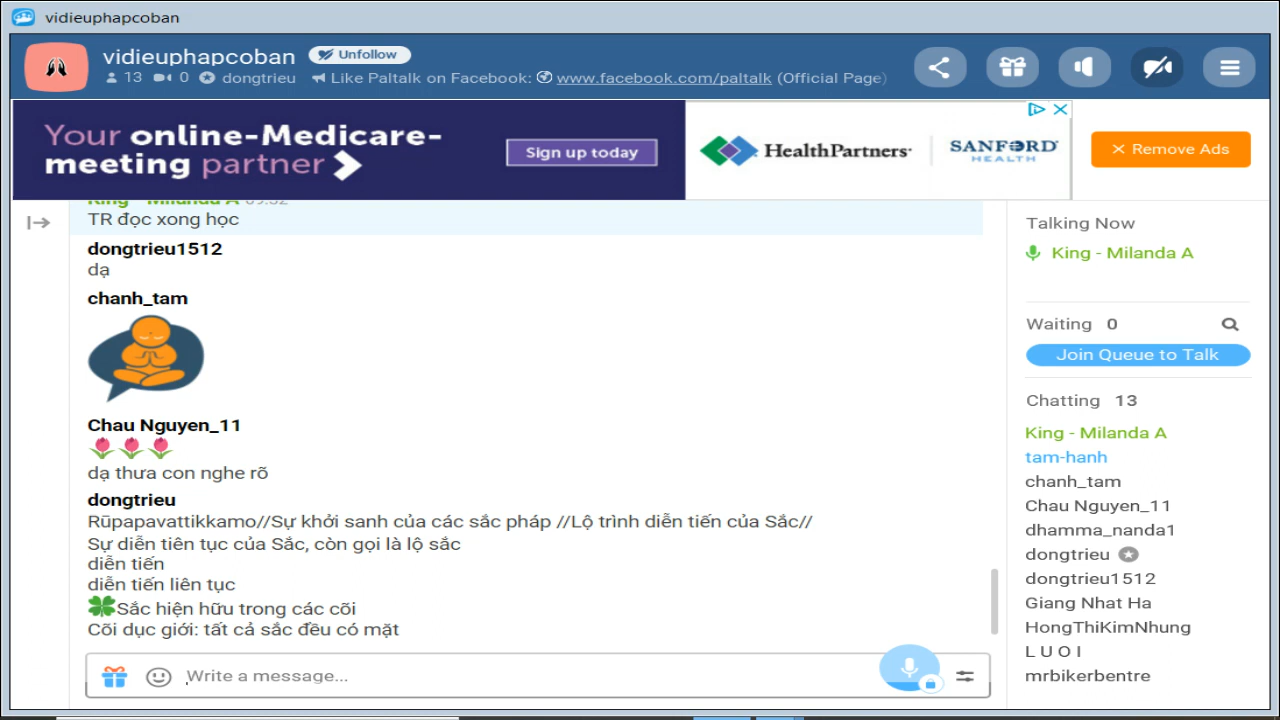 vidieuphapcoban
vidieuphapcoban Unfollow
13 0 dongtrieu Like Paltalk on Facebook: www.facebook.com/paltalk (Official Page)
Your online-Medicare-
meeting partner
Sign up today
HealthPartners
SANFORD
HEALTH
Remove Ads
King - Milanda A 09:32
TR đọc xong học
dongtrieu1512
dạ
chanh_tam
Chau Nguyen_11
dạ thưa con nghe rõ
dongtrieu
Rūpapavattikkamo//Sự khởi sanh của các sắc pháp //Lộ trình diễn tiến của Sắc//
Sự diễn tiên tục của Sắc, còn gọi là lộ sắc
diễn tiến
diễn tiến liên tục
🍀Sắc hiện hữu trong các cõi
Cõi dục giới: tất cả sắc đều có mặt
Write a message...
Talking Now
King - Milanda A
Waiting 0
Join Queue to Talk
Chatting 13
King - Milanda A
tam-hanh
chanh_tam
Chau Nguyen_11
dhamma_nanda1
dongtrieu
dongtrieu1512
Giang Nhat Ha
HongThiKimNhung
L U O I
mrbikerbentre